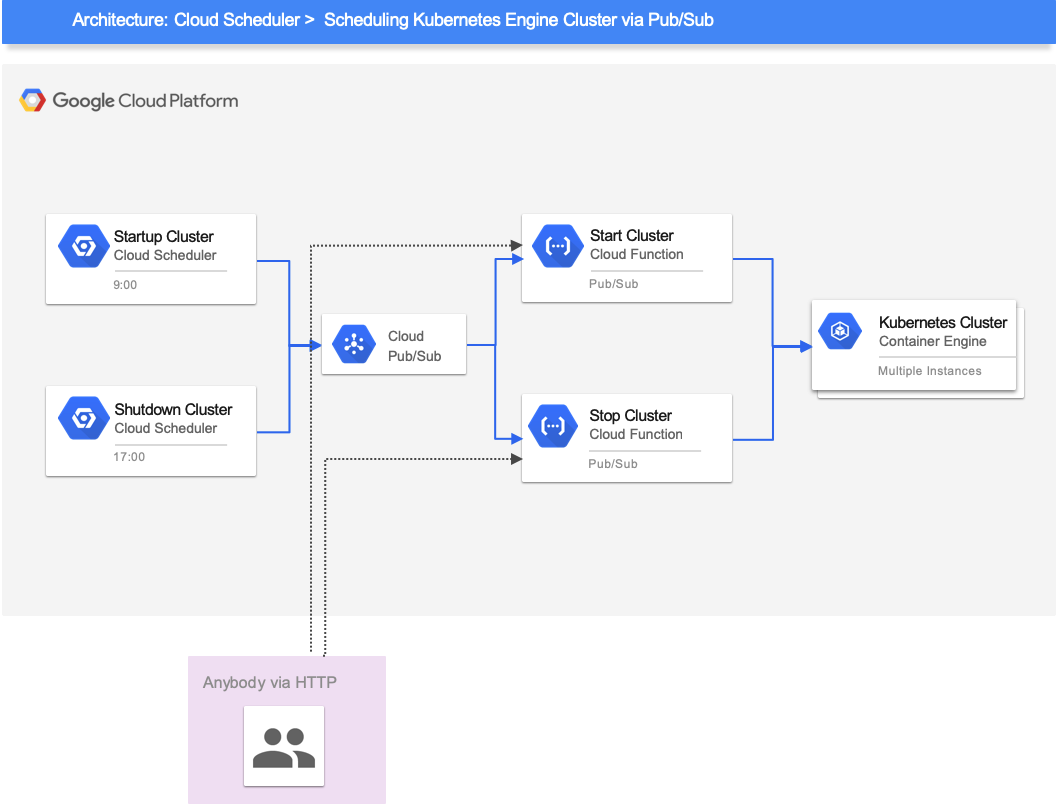 Architecture: Cloud Scheduler > Scheduling Kubernetes Engine Cluster via Pub/Sub
Google Cloud Platform
Startup Cluster
Cloud Scheduler
9:00
Start Cluster
Cloud Function
Pub/Sub
Cloud
Pub/Sub
Kubernetes Cluster
Container Engine
Multiple Instances
Shutdown Cluster
Cloud Scheduler
17:00
Stop Cluster
Cloud Function
Pub/Sub
Anybody via HTTP